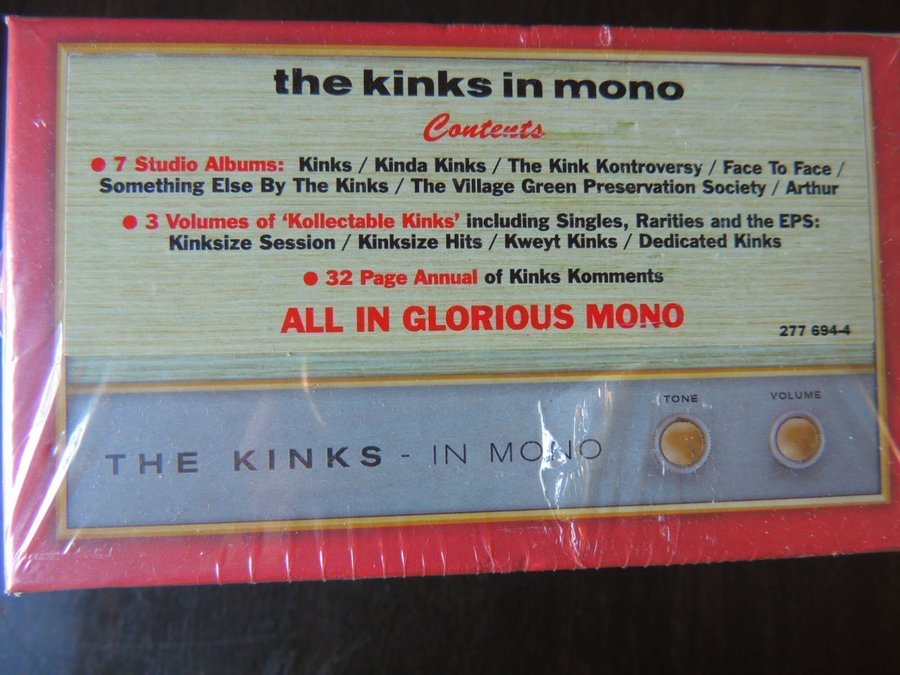 the kinks in mono
Contents
● 7 Studio Albums: Kinks / Kinda Kinks / The Kink Kontroversy / Face To Face /
Something Else By The Kinks / The Village Green Preservation Society / Arthur
● 3 Volumes of ‘Kollectable Kinks’ including Singles, Rarities and the EPS:
Kinksize Session / Kinksize Hits / Kweyt Kinks / Dedicated Kinks
● 32 Page Annual of Kinks Komments
ALL IN GLORIOUS MONO
277 694-4
TONE VOLUME
THE KINKS - IN MONO